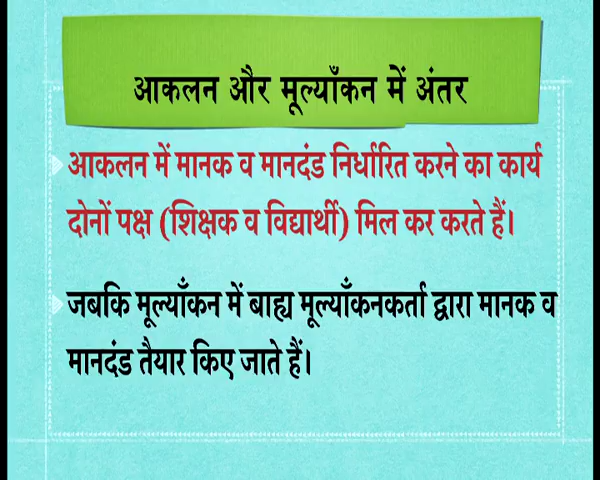 आकलन और मूल्याँकन में अंतर
आकलन में मानक व मानदंड निर्धारित करने का कार्य
दोनों पक्ष (शिक्षक व विद्यार्थी) मिल कर करते हैं।
जबकि मूल्याँकन में बाह्य मूल्याँकनकर्ता द्वारा मानक व
मानदंड तैयार किए जाते हैं।